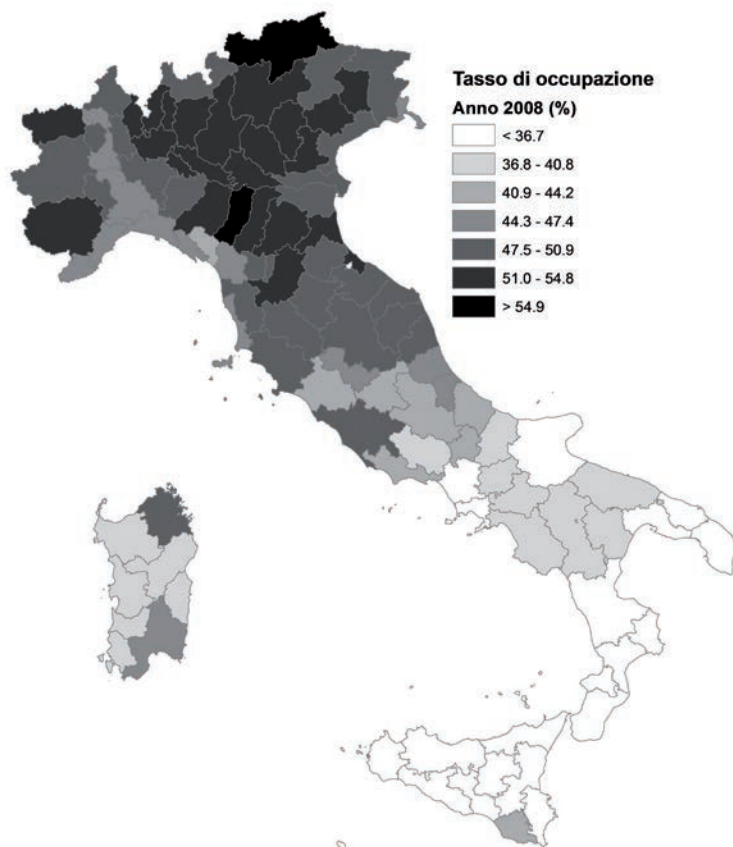 Tasso di occupazione
Anno 2008 (%)
< 36.7
36.8 - 40.8
40.9 - 44.2
44.3 - 47.4
47.5 - 50.9
51.0 - 54.8
> 54.9